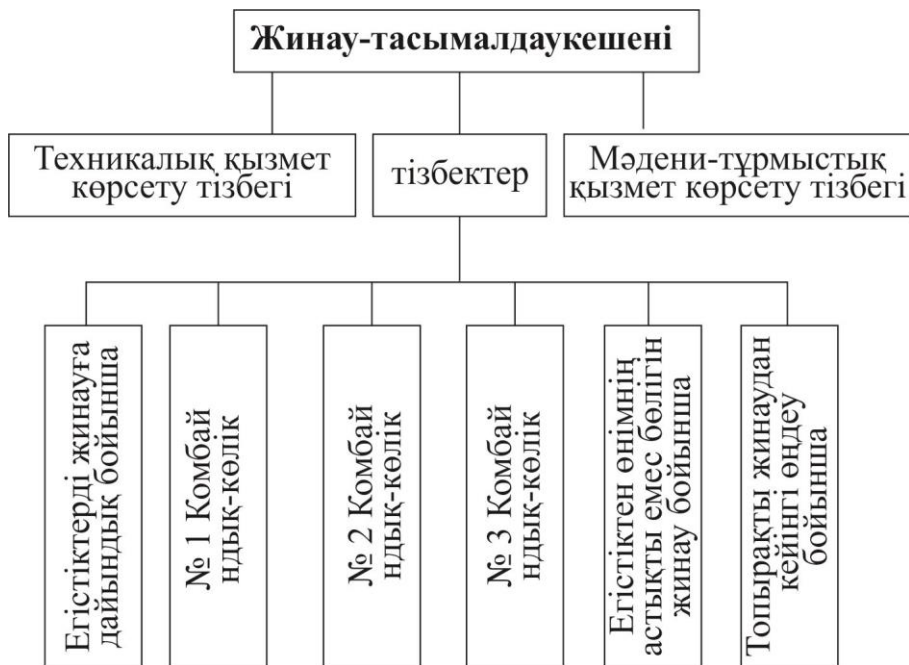 Жинау-тасымалдаукешені
Техникалық қызмет
көрсету тізбегі
тізбектер
Мәдени-тұрмыстық
қызмет көрсету тізбегі
Егістіктерді жинауға
дайындық бойынша
№ 1 Комбай
ндық-көлік
№ 2 Комбай
ндық-көлік
№ 3 Комбай
ндық-көлік
Егістіктен өнімнің
астықты емес бөлігін
жинау бойынша
Топырақты жинаудан
кейінгі өңдеу
бойынша